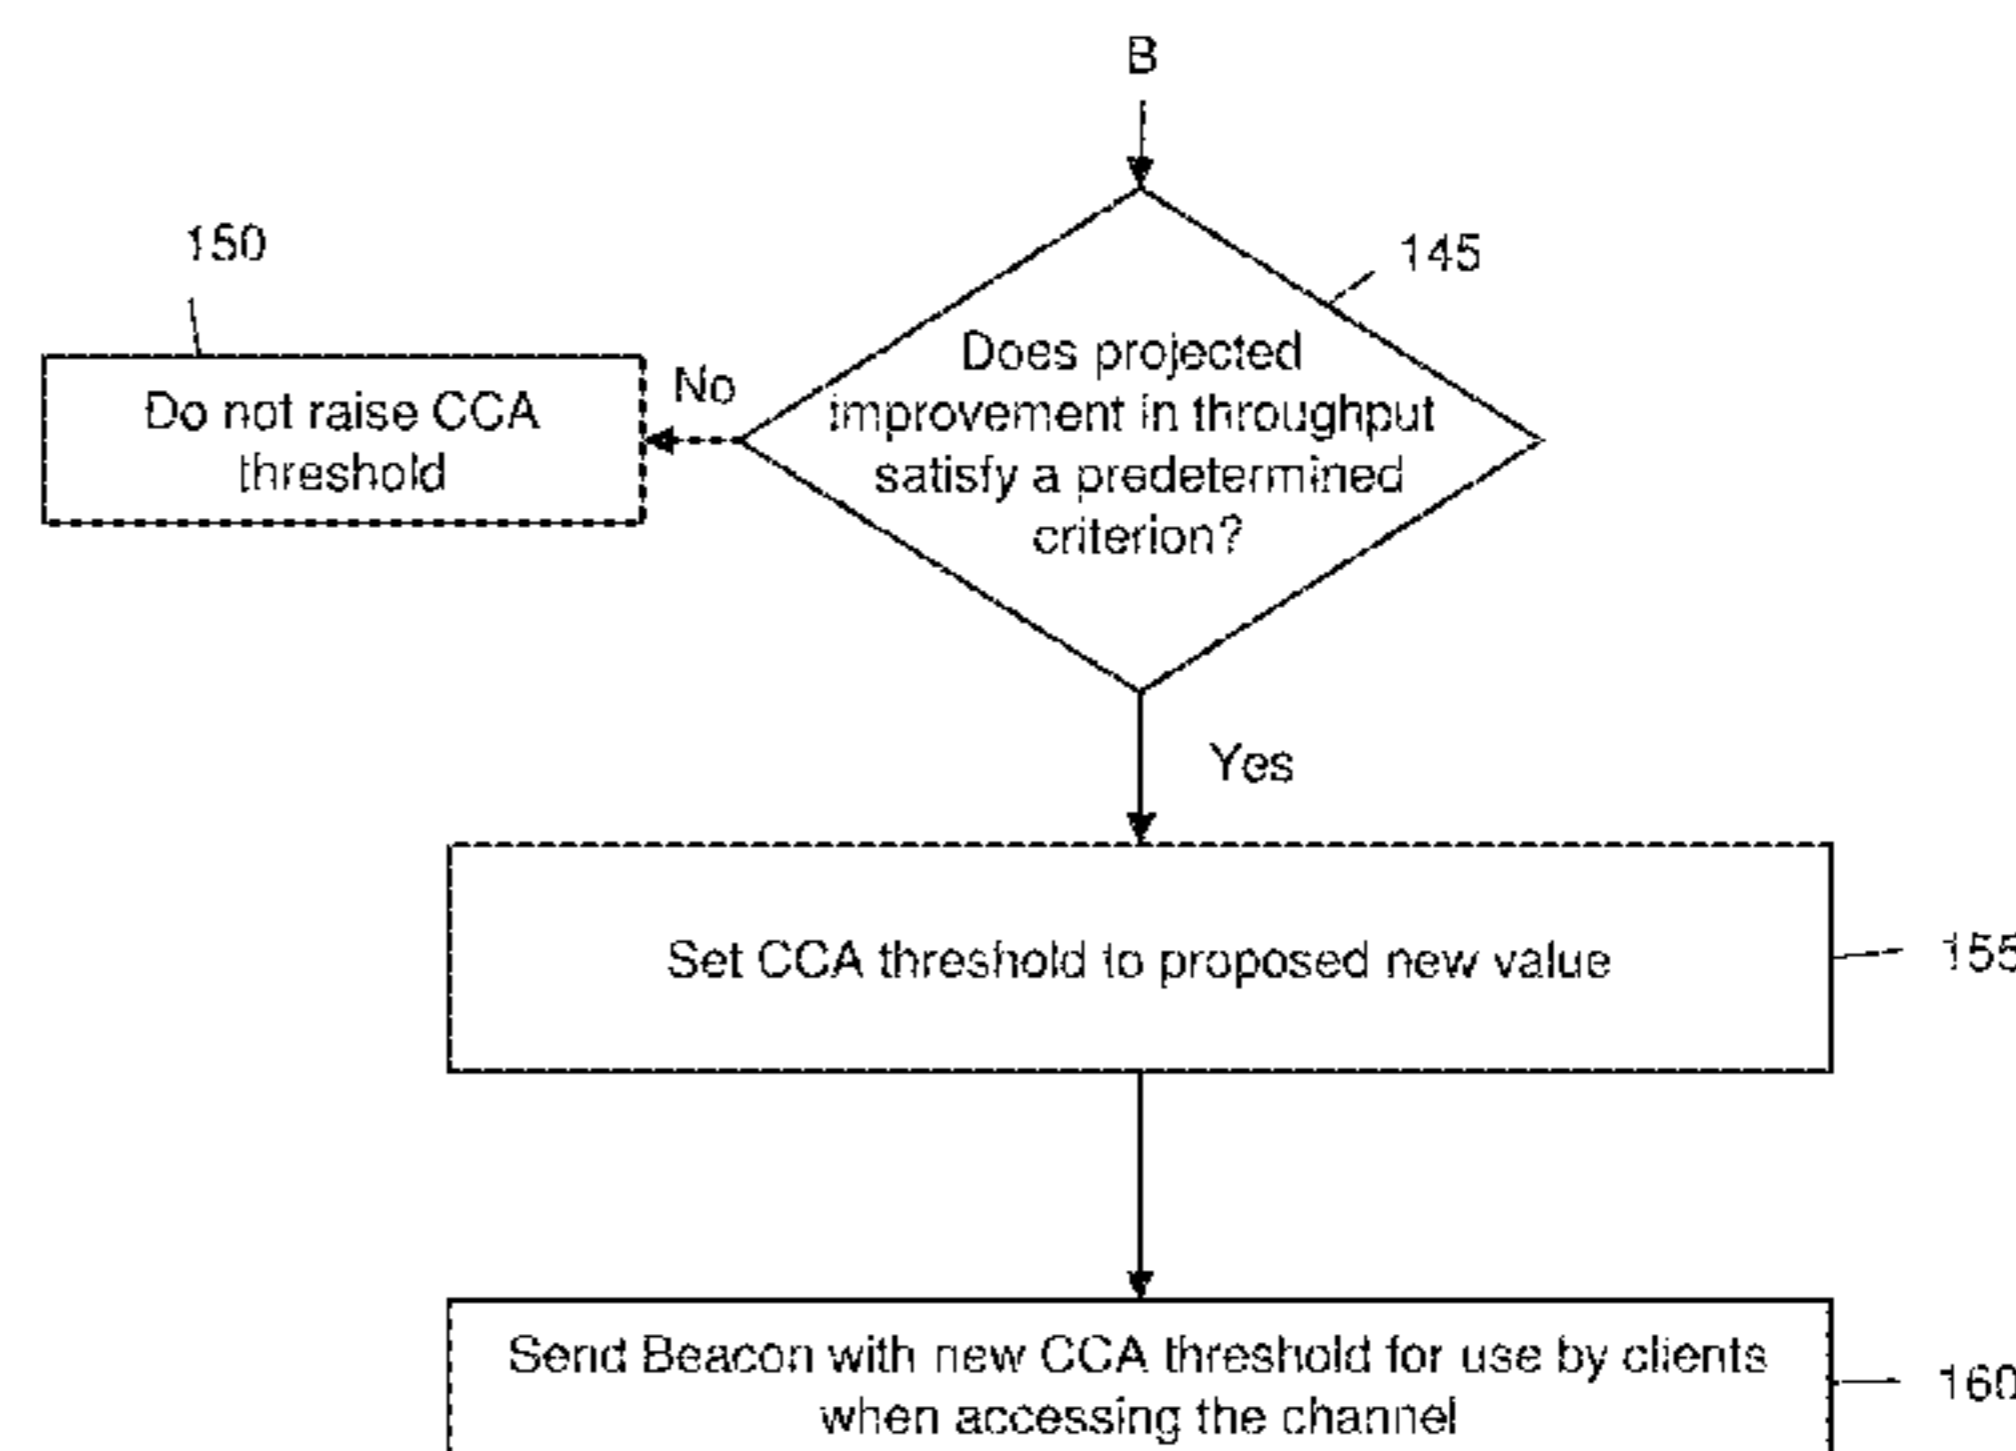 B
150
145
Does projected
improvement in throughput
satisfy a predetermined
criterion?
No
Do not raise CCA
threshold
Yes
Set CCA threshold to proposed new value
155
Send Beacon with new CCA threshold for use by clients
when accessing the channel
160